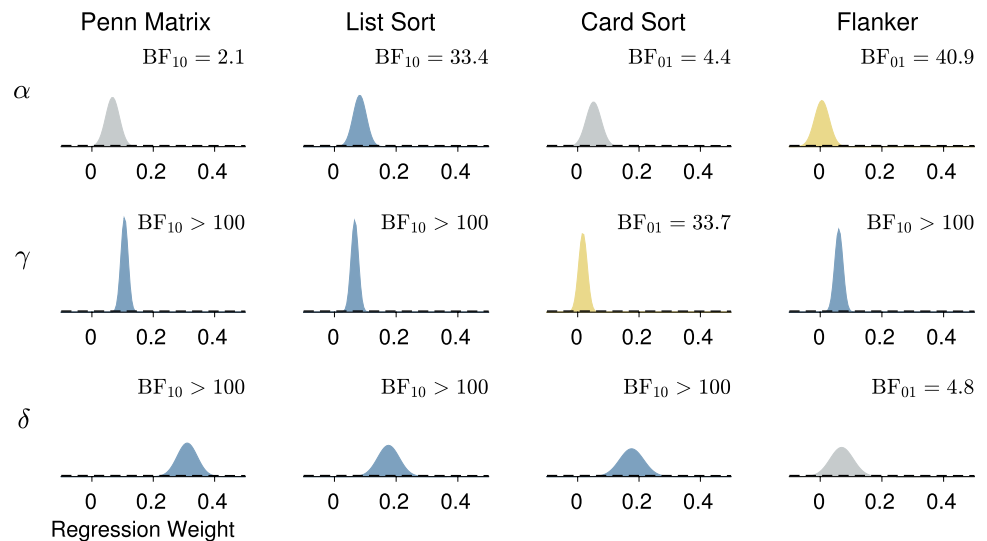 Penn Matrix List Sort Card Sort Flanker
BF₁₀ = 2.1 BF₁₀ = 33.4 BF₀₁ = 4.4 BF₀₁ = 40.9
α
0 0.2 0.4 0 0.2 0.4 0 0.2 0.4 0 0.2 0.4
BF₁₀ > 100 BF₁₀ > 100 BF₀₁ = 33.7 BF₁₀ > 100
γ
0 0.2 0.4 0 0.2 0.4 0 0.2 0.4 0 0.2 0.4
BF₁₀ > 100 BF₁₀ > 100 BF₁₀ > 100 BF₀₁ = 4.8
δ
0 0.2 0.4 0 0.2 0.4 0 0.2 0.4 0 0.2 0.4
Regression Weight